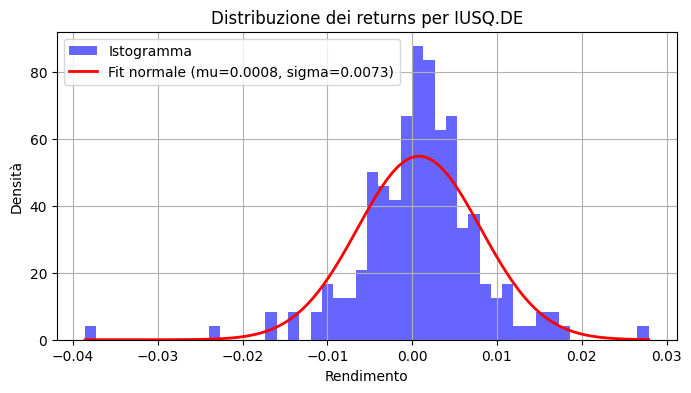 Distribuzione dei returns per IUSQ.DE
Istogramma
Fit normale (mu=0.0008, sigma=0.0073)
Densità
80
60
40
20
0
−0.04 −0.03 −0.02 −0.01 0.00 0.01 0.02 0.03
Rendimento